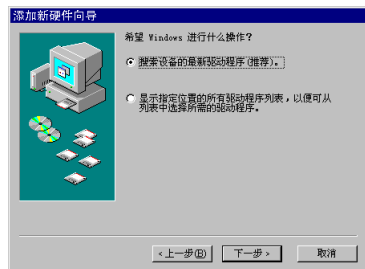 添加新硬件向导
希望 Windows 进行什么操作？
搜索设备的最新驱动程序(推荐)。
显示指定位置的所有驱动程序列表，以便可从
列表中选择所需的驱动程序。
<上一步(B) 下一步> 取消